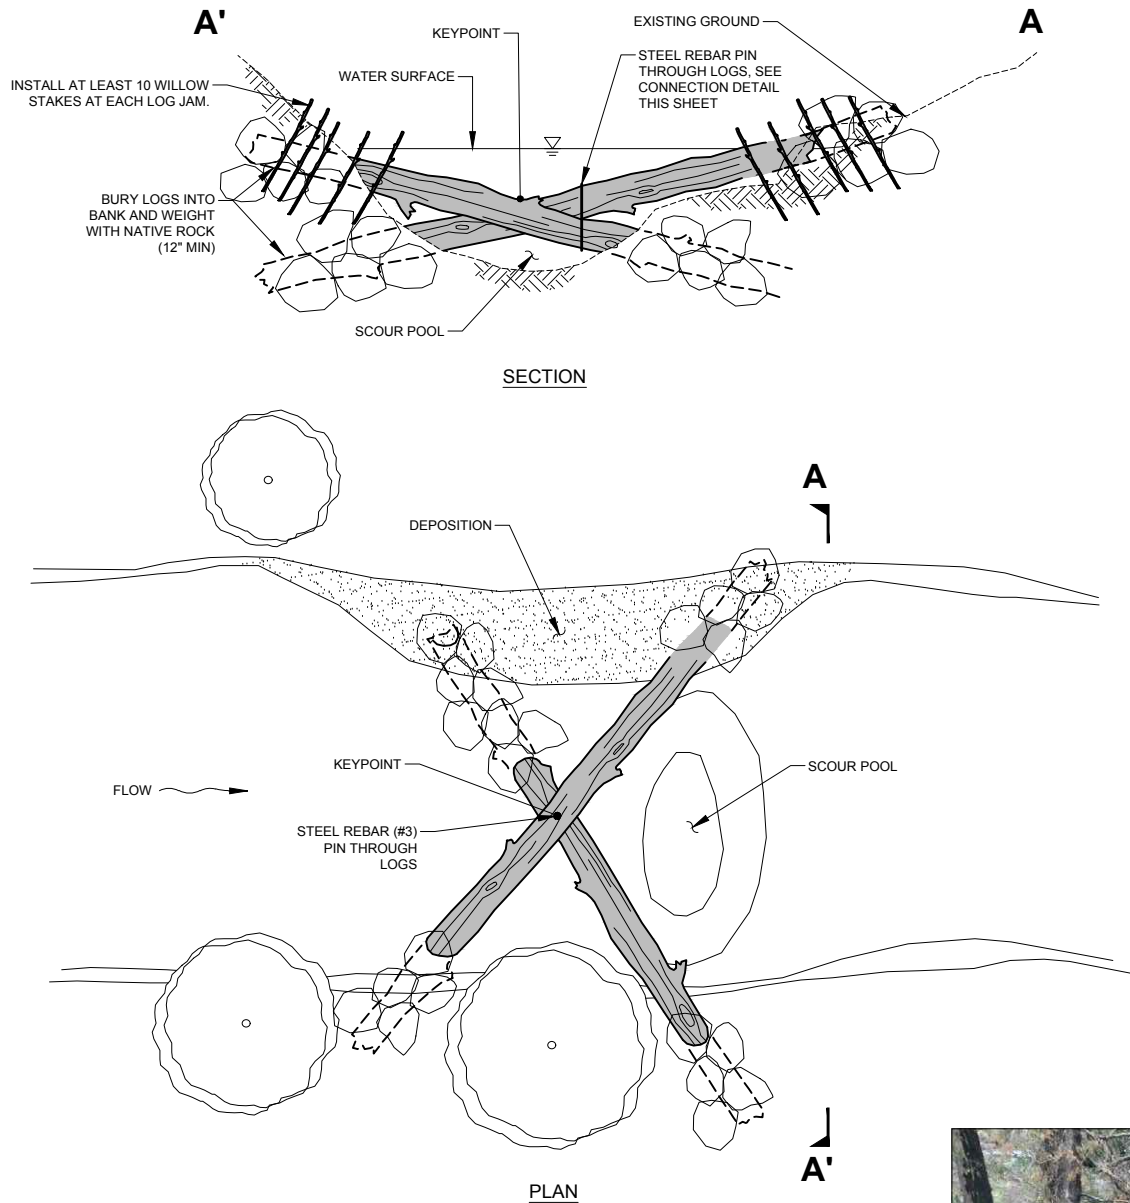 A'
KEYPOINT
EXISTING GROUND
A
INSTALL AT LEAST 10 WILLOW
STAKES AT EACH LOG JAM.
WATER SURFACE
STEEL REBAR PIN
THROUGH LOGS, SEE
CONNECTION DETAIL
THIS SHEET
BURY LOGS INTO
BANK AND WEIGHT
WITH NATIVE ROCK
(12" MIN)
SCOUR POOL
SECTION
A
DEPOSITION
KEYPOINT
SCOUR POOL
FLOW
STEEL REBAR (#3)
PIN THROUGH
LOGS
A'
PLAN